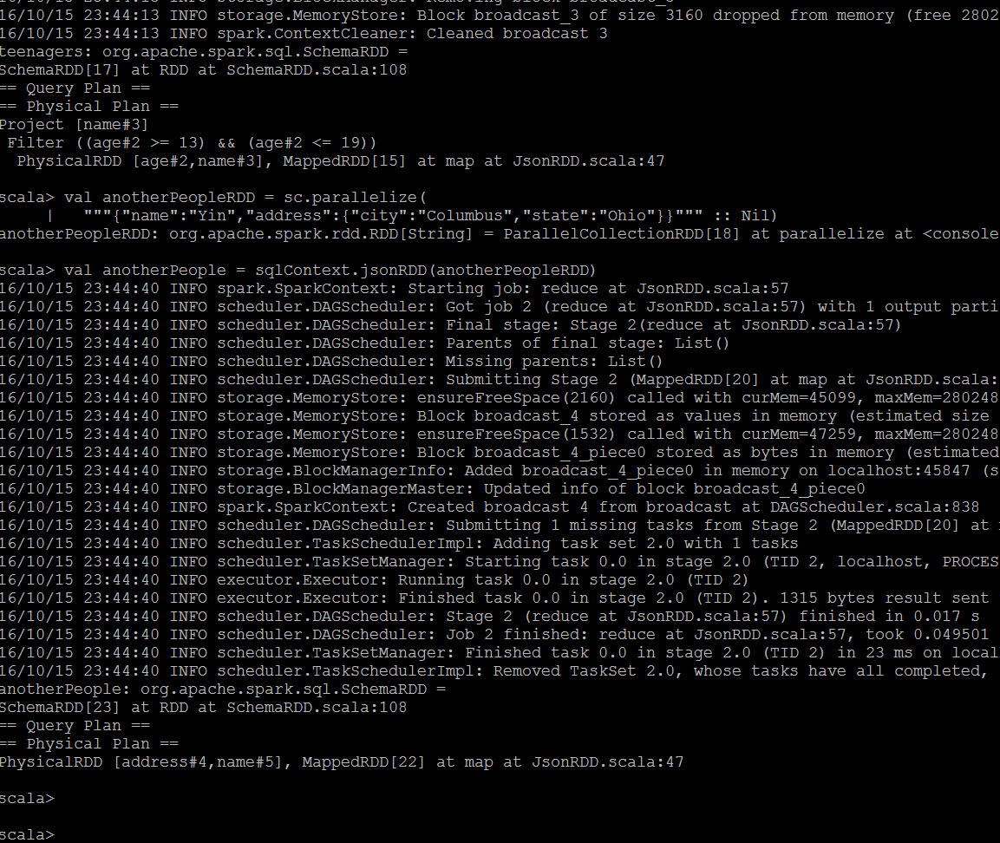 16/10/15 23:44:13 INFO storage.MemoryStore: Block broadcast_3 of size 3160 dropped from memory (free 2802
16/10/15 23:44:13 INFO spark.ContextCleaner: Cleaned broadcast 3
teenagers: org.apache.spark.sql.SchemaRDD =
SchemaRDD[17] at RDD at SchemaRDD.scala:108
== Query Plan ==
== Physical Plan ==
Project [name#3]
 Filter ((age#2 >= 13) && (age#2 <= 19))
  PhysicalRDD [age#2,name#3], MappedRDD[15] at map at JsonRDD.scala:47

scala> val anotherPeopleRDD = sc.parallelize(
     |   """{"name":"Yin","address":{"city":"Columbus","state":"Ohio"}}""" :: Nil)
anotherPeopleRDD: org.apache.spark.rdd.RDD[String] = ParallelCollectionRDD[18] at parallelize at <console

scala> val anotherPeople = sqlContext.jsonRDD(anotherPeopleRDD)
16/10/15 23:44:40 INFO spark.SparkContext: Starting job: reduce at JsonRDD.scala:57
16/10/15 23:44:40 INFO scheduler.DAGScheduler: Got job 2 (reduce at JsonRDD.scala:57) with 1 output parti
16/10/15 23:44:40 INFO scheduler.DAGScheduler: Final stage: Stage 2(reduce at JsonRDD.scala:57)
16/10/15 23:44:40 INFO scheduler.DAGScheduler: Parents of final stage: List()
16/10/15 23:44:40 INFO scheduler.DAGScheduler: Missing parents: List()
16/10/15 23:44:40 INFO scheduler.DAGScheduler: Submitting Stage 2 (MappedRDD[20] at map at JsonRDD.scala:
16/10/15 23:44:40 INFO storage.MemoryStore: ensureFreeSpace(2160) called with curMem=45099, maxMem=280248
16/10/15 23:44:40 INFO storage.MemoryStore: Block broadcast_4 stored as values in memory (estimated size
16/10/15 23:44:40 INFO storage.MemoryStore: ensureFreeSpace(1532) called with curMem=47259, maxMem=280248
16/10/15 23:44:40 INFO storage.MemoryStore: Block broadcast_4_piece0 stored as bytes in memory (estimated
16/10/15 23:44:40 INFO storage.BlockManagerInfo: Added broadcast_4_piece0 in memory on localhost:45847 (s
16/10/15 23:44:40 INFO storage.BlockManagerMaster: Updated info of block broadcast_4_piece0
16/10/15 23:44:40 INFO spark.SparkContext: Created broadcast 4 from broadcast at DAGScheduler.scala:838
16/10/15 23:44:40 INFO scheduler.DAGScheduler: Submitting 1 missing tasks from Stage 2 (MappedRDD[20] at
16/10/15 23:44:40 INFO scheduler.TaskSchedulerImpl: Adding task set 2.0 with 1 tasks
16/10/15 23:44:40 INFO scheduler.TaskSetManager: Starting task 0.0 in stage 2.0 (TID 2, localhost, PROCES
16/10/15 23:44:40 INFO executor.Executor: Running task 0.0 in stage 2.0 (TID 2)
16/10/15 23:44:40 INFO executor.Executor: Finished task 0.0 in stage 2.0 (TID 2). 1315 bytes result sent
16/10/15 23:44:40 INFO scheduler.DAGScheduler: Stage 2 (reduce at JsonRDD.scala:57) finished in 0.017 s
16/10/15 23:44:40 INFO scheduler.DAGScheduler: Job 2 finished: reduce at JsonRDD.scala:57, took 0.049501
16/10/15 23:44:40 INFO scheduler.TaskSetManager: Finished task 0.0 in stage 2.0 (TID 2) in 23 ms on local
16/10/15 23:44:40 INFO scheduler.TaskSchedulerImpl: Removed TaskSet 2.0, whose tasks have all completed,
anotherPeople: org.apache.spark.sql.SchemaRDD =
SchemaRDD[23] at RDD at SchemaRDD.scala:108
== Query Plan ==
== Physical Plan ==
PhysicalRDD [address#4,name#5], MappedRDD[22] at map at JsonRDD.scala:47

scala>

scala>